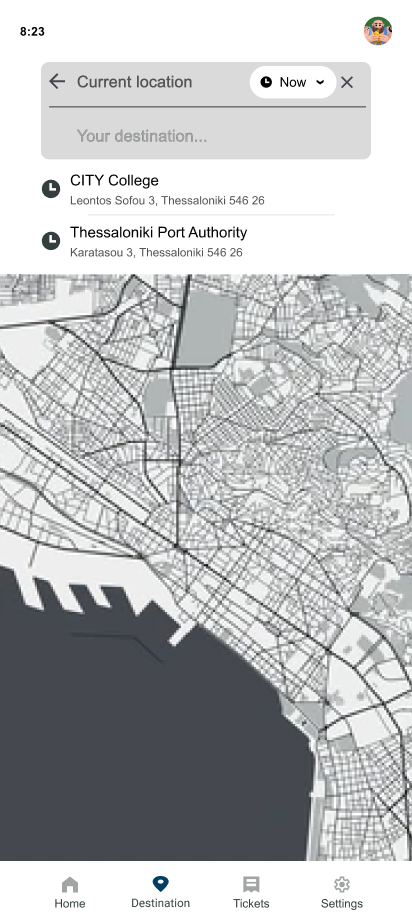 8:23
Current location
Now
Your destination...
CITY College
Leontos Sofou 3, Thessaloniki 546 26
Thessaloniki Port Authority
Karatasou 3, Thessaloniki 546 26
Home
Destination
Tickets
Settings